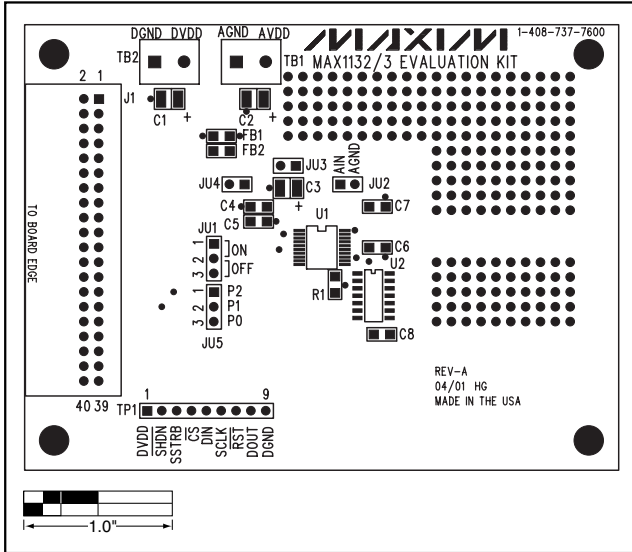 DGND DVDD
AGND AVDD
MAXIM
1-408-737-7600
TB2
TB1
MAX1132/3 EVALUATION KIT
2 1
J1
C1
+
C2
+
FB1
FB2
JU3
AIN
AGND
JU4
C3
+
JU2
C4
C5
C7
U1
JU1
1
2
3
ON
OFF
C6
U2
TO BOARD EDGE
1
2
3
P2
P1
P0
R1
JU5
C8
REV-A
04/01 HG
MADE IN THE USA
40 39
TP1
1
9
DVDD
SHDN
SSTRB
CS
DIN
SCLK
RST
DOUT
DGND
1.0"